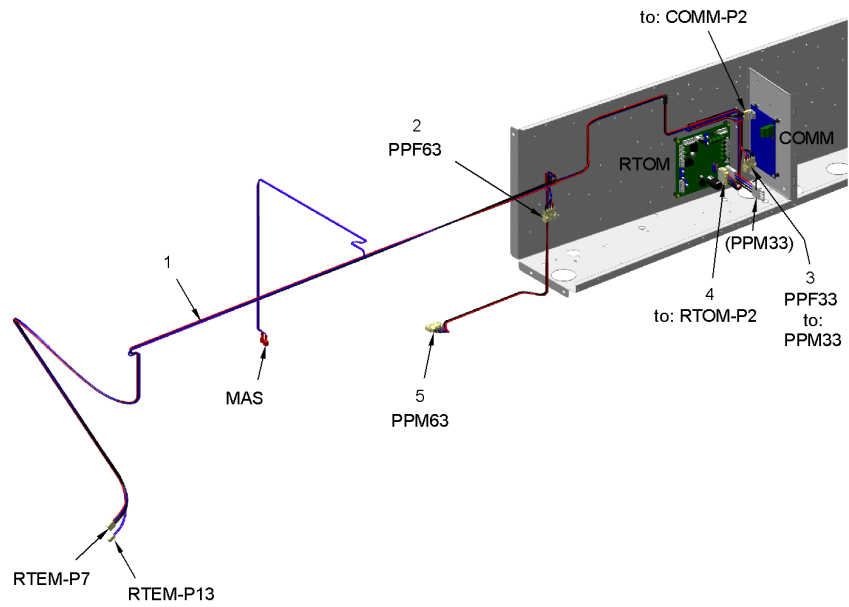 to: COMM-P2
2
PPF63
COMM
RTOM
(PPM33)
1
3
PPF33
to:
PPM33
4
to: RTOM-P2
MAS
5
PPM63
RTEM-P7
RTEM-P13